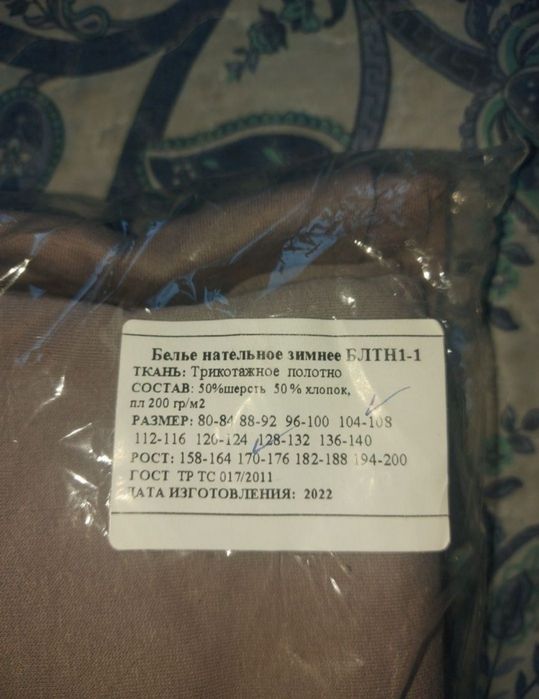 Белье нательное зимнее БЛТН1-1
ТКАНЬ: Трикотажное полотно
СОСТАВ: 50%шерсть 50 % хлопок,
пл 200 гр/м2
РАЗМЕР: 80-84 88-92 96-100 104-108
112-116 120-124 128-132 136-140
РОСТ: 158-164 170-176 182-188 194-200
ГОСТ ТР ТС 017/2011
ДАТА ИЗГОТОВЛЕНИЯ: 2022